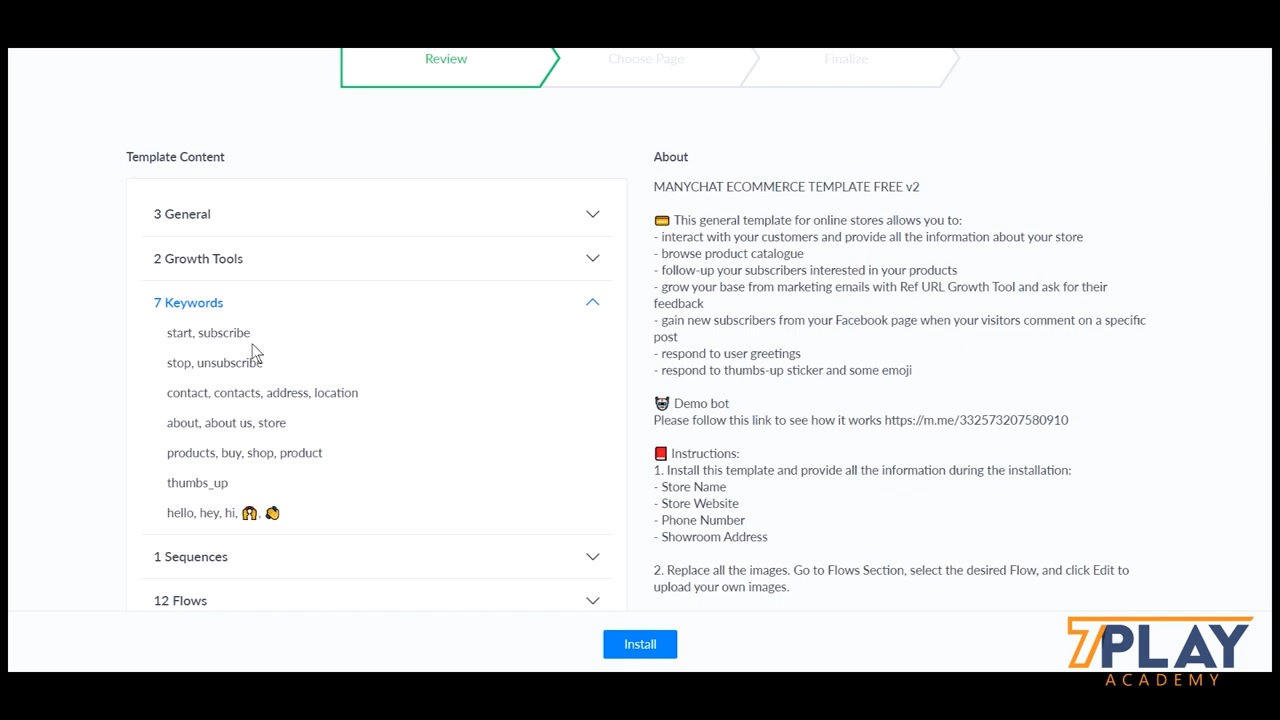 Review
Choose Page
Finalize
Template Content
3 General
2 Growth Tools
7 Keywords
start, subscribe
stop, unsubscribe
contact, contacts, address, location
about, about us, store
products, buy, shop, product
thumbs_up
hello, hey, hi, 🙌, 👋
1 Sequences
12 Flows
About
MANYCHAT ECOMMERCE TEMPLATE FREE v2
💳 This general template for online stores allows you to:
- interact with your customers and provide all the information about your store
- browse product catalogue
- follow-up your subscribers interested in your products
- grow your base from marketing emails with Ref URL Growth Tool and ask for their
feedback
- gain new subscribers from your Facebook page when your visitors comment on a specific
post
- respond to user greetings
- respond to thumbs-up sticker and some emoji
🤖 Demo bot
Please follow this link to see how it works https://m.me/332573207580910
📕 Instructions:
1. Install this template and provide all the information during the installation:
- Store Name
- Store Website
- Phone Number
- Showroom Address
2. Replace all the images. Go to Flows Section, select the desired Flow, and click Edit to
upload your own images.
Install
7PLAY
ACADEMY